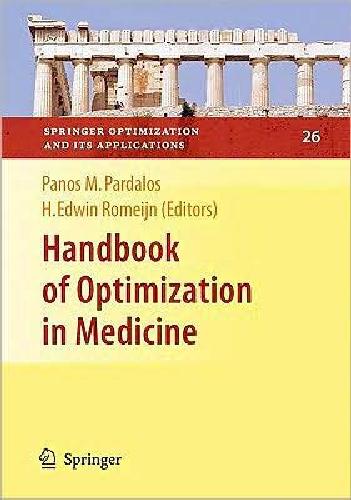 SPRINGER OPTIMIZATION
AND ITS APPLICATIONS
26
Panos M. Pardalos
H. Edwin Romeijn (Editors)
Handbook
of Optimization
in Medicine
Springer